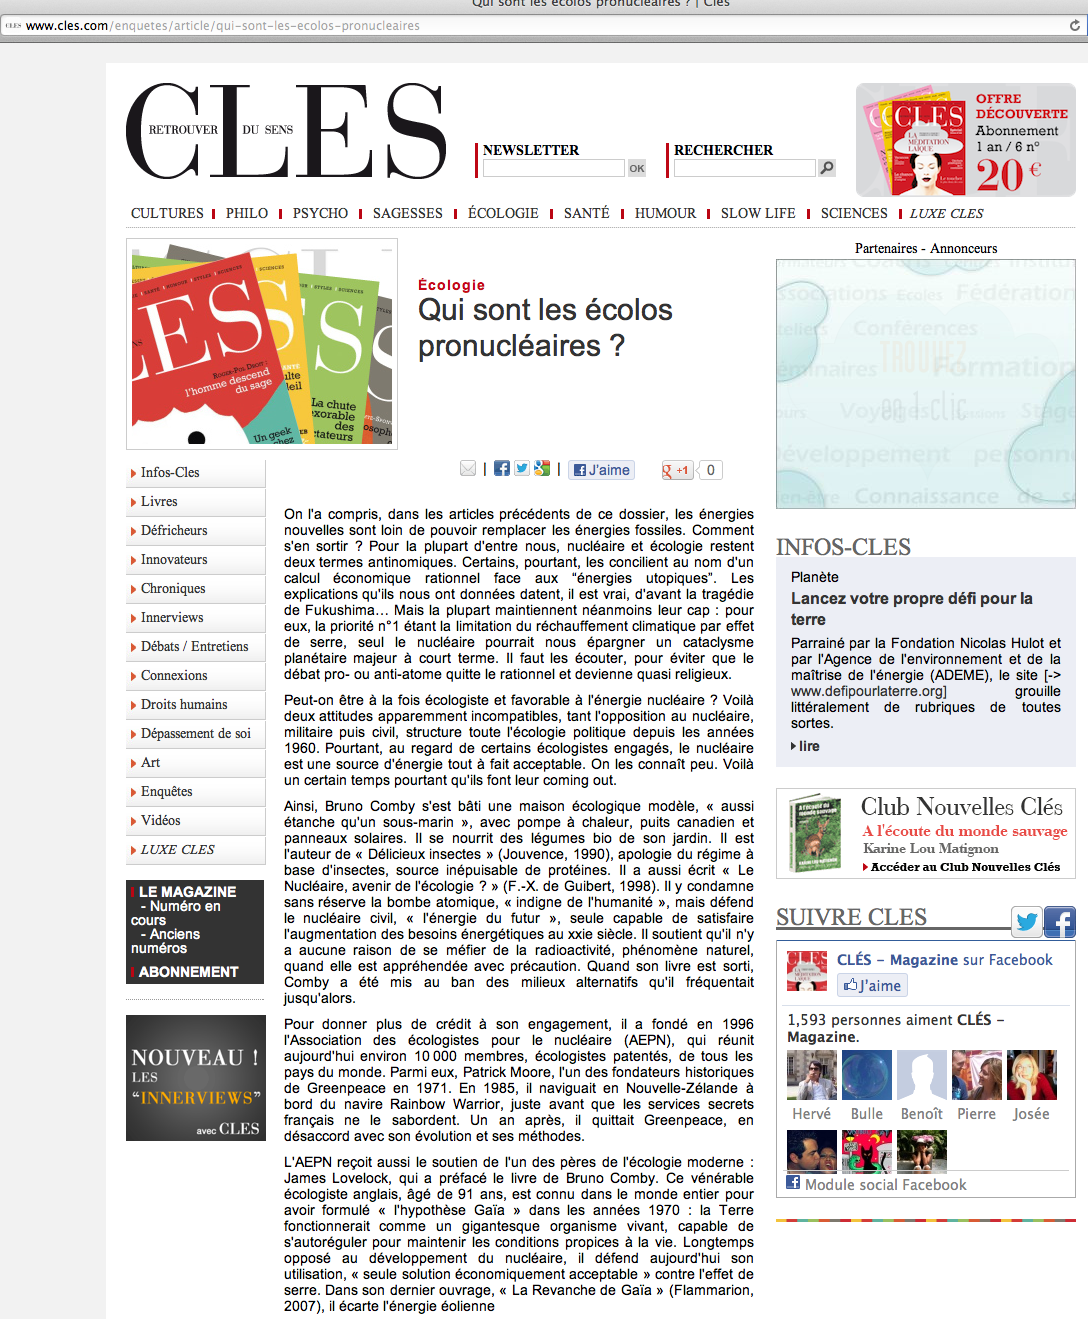 Qui sont les écolos pronucléaires ? | Clés
www.cles.com/enquetes/article/qui-sont-les-ecolos-pronucleaires
CLES
RETROUVER DU SENS
NEWSLETTER
OK
RECHERCHER
CLES
LA MÉDITATION LAÏQUE
OFFRE
DÉCOUVERTE
Abonnement
1 an / 6 n°
20 €
CULTURES PHILO PSYCHO SAGESSES ÉCOLOGIE SANTÉ HUMOUR SLOW LIFE SCIENCES LUXE CLES
ROGER-POL DROIT :
l'homme descend
du sage
La chute
Un geek
Écologie
Qui sont les écolos
pronucléaires ?
J'aime
+1
0
Infos-Cles
Livres
Défricheurs
Innovateurs
Chroniques
Innerviews
Débats / Entretiens
Connexions
Droits humains
Dépassement de soi
Art
Enquêtes
Vidéos
LUXE CLES
LE MAGAZINE
- Numéro en
cours
- Anciens
numéros
ABONNEMENT
NOUVEAU !
LES
“INNERVIEWS”
avec CLES
On l'a compris, dans les articles précédents de ce dossier, les énergies
nouvelles sont loin de pouvoir remplacer les énergies fossiles. Comment
s'en sortir ? Pour la plupart d'entre nous, nucléaire et écologie restent
deux termes antinomiques. Certains, pourtant, les concilient au nom d'un
calcul économique rationnel face aux “énergies utopiques”. Les
explications qu'ils nous ont données datent, il est vrai, d'avant la tragédie
de Fukushima… Mais la plupart maintiennent néanmoins leur cap : pour
eux, la priorité n°1 étant la limitation du réchauffement climatique par effet
de serre, seul le nucléaire pourrait nous épargner un cataclysme
planétaire majeur à court terme. Il faut les écouter, pour éviter que le
débat pro- ou anti-atome quitte le rationnel et devienne quasi religieux.
Peut-on être à la fois écologiste et favorable à l'énergie nucléaire ? Voilà
deux attitudes apparemment incompatibles, tant l'opposition au nucléaire,
militaire puis civil, structure toute l'écologie politique depuis les années
1960. Pourtant, au regard de certains écologistes engagés, le nucléaire
est une source d'énergie tout à fait acceptable. On les connaît peu. Voilà
un certain temps pourtant qu'ils font leur coming out.
Ainsi, Bruno Comby s'est bâti une maison écologique modèle, « aussi
étanche qu'un sous-marin », avec pompe à chaleur, puits canadien et
panneaux solaires. Il se nourrit des légumes bio de son jardin. Il est
l'auteur de « Délicieux insectes » (Jouvence, 1990), apologie du régime à
base d'insectes, source inépuisable de protéines. Il a aussi écrit « Le
Nucléaire, avenir de l'écologie ? » (F.-X. de Guibert, 1998). Il y condamne
sans réserve la bombe atomique, « indigne de l'humanité », mais défend
le nucléaire civil, « l'énergie du futur », seule capable de satisfaire
l'augmentation des besoins énergétiques au xxie siècle. Il soutient qu'il n'y
a aucune raison de se méfier de la radioactivité, phénomène naturel,
quand elle est appréhendée avec précaution. Quand son livre est sorti,
Comby a été mis au ban des milieux alternatifs qu'il fréquentait
jusqu'alors.
Pour donner plus de crédit à son engagement, il a fondé en 1996
l'Association des écologistes pour le nucléaire (AEPN), qui réunit
aujourd'hui environ 10 000 membres, écologistes patentés, de tous les
pays du monde. Parmi eux, Patrick Moore, l'un des fondateurs historiques
de Greenpeace en 1971. En 1985, il naviguait en Nouvelle-Zélande à
bord du navire Rainbow Warrior, juste avant que les services secrets
français ne le sabordent. Un an après, il quittait Greenpeace, en
désaccord avec son évolution et ses méthodes.
L'AEPN reçoit aussi le soutien de l'un des pères de l'écologie moderne :
James Lovelock, qui a préfacé le livre de Bruno Comby. Ce vénérable
écologiste anglais, âgé de 91 ans, est connu dans le monde entier pour
avoir formulé « l'hypothèse Gaïa » dans les années 1970 : la Terre
fonctionnerait comme un gigantesque organisme vivant, capable de
s'autoréguler pour maintenir les conditions propices à la vie. Longtemps
opposé au développement du nucléaire, il défend aujourd'hui son
utilisation, « seule solution économiquement acceptable » contre l'effet de
serre. Dans son dernier ouvrage, « La Revanche de Gaïa » (Flammarion,
2007), il écarte l'énergie éolienne
Partenaires - Annonceurs
Ecoles Fédération
Conférences
TROUVEZ
Formation
Voyages
en 1 clic
Développement
Connaissance de
INFOS-CLES
Planète
Lancez votre propre défi pour la
terre
Parrainé par la Fondation Nicolas Hulot et
par l'Agence de l'environnement et de la
maîtrise de l'énergie (ADEME), le site [->
www.defipourlaterre.org] grouille
littéralement de rubriques de toutes
sortes.
lire
Club Nouvelles Clés
A l'écoute du monde sauvage
Karine Lou Matignon
Accéder au Club Nouvelles Clés
SUIVRE CLES
CLÉS – Magazine sur Facebook
J'aime
1,593 personnes aiment CLÉS –
Magazine.
Hervé Bulle Benoît Pierre Josée
Module social Facebook